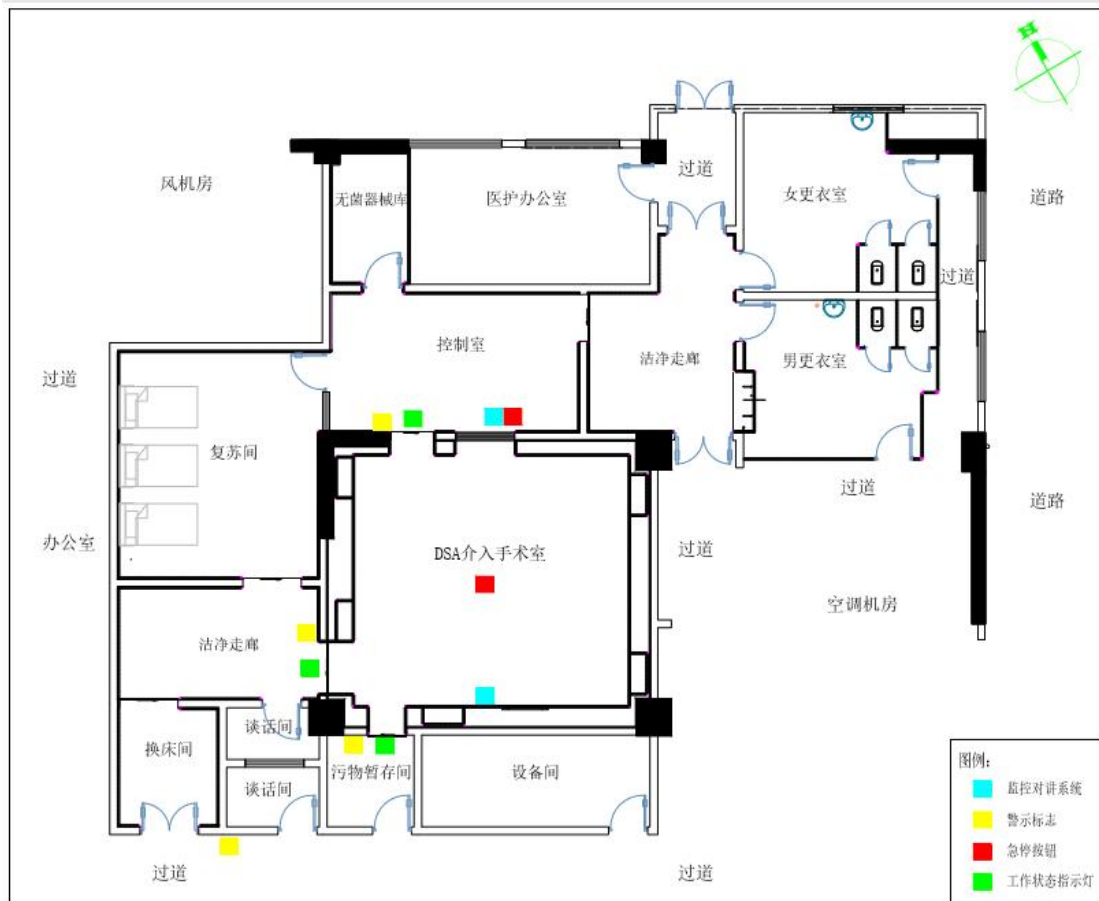 N
过道
风机房
无菌器械库
医护办公室
女更衣室
道路
过道
控制室
洁净走廊
男更衣室
过道
复苏间
过道
道路
办公室
DSA介入手术室
过道
空调机房
洁净走廊
谈话间
换床间
污物暂存间
设备间
谈话间
过道
过道
图例:
监控对讲系统
警示标志
急停按钮
工作状态指示灯